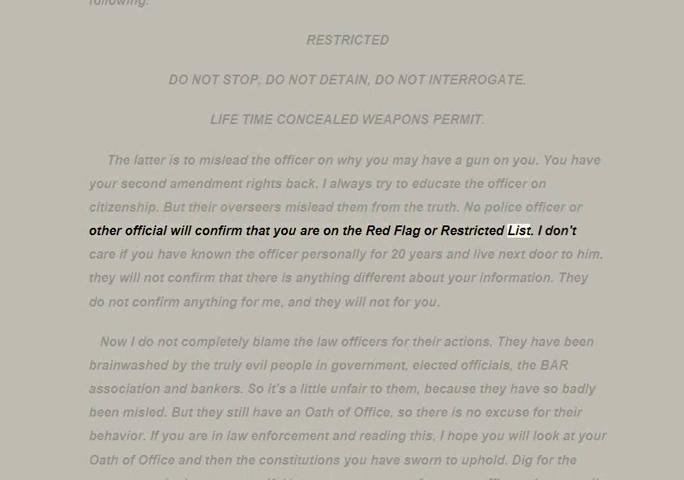 following:
RESTRICTED
DO NOT STOP, DO NOT DETAIN, DO NOT INTERROGATE.
LIFE TIME CONCEALED WEAPONS PERMIT.
The latter is to mislead the officer on why you may have a gun on you. You have
your second amendment rights back. I always try to educate the officer on
citizenship. But their overseers mislead them from the truth. No police officer or
other official will confirm that you are on the Red Flag or Restricted List. I don't
care if you have known the officer personally for 20 years and live next door to him.
they will not confirm that there is anything different about your information. They
do not confirm anything for me, and they will not for you.
Now I do not completely blame the law officers for their actions. They have been
brainwashed by the truly evil people in government, elected officials, the BAR
association and bankers. So it's a little unfair to them, because they have so badly
been misled. But they still have an Oath of Office, so there is no excuse for their
behavior. If you are in law enforcement and reading this, I hope you will look at your
Oath of Office and then the constitutions you have sworn to uphold. Dig for the